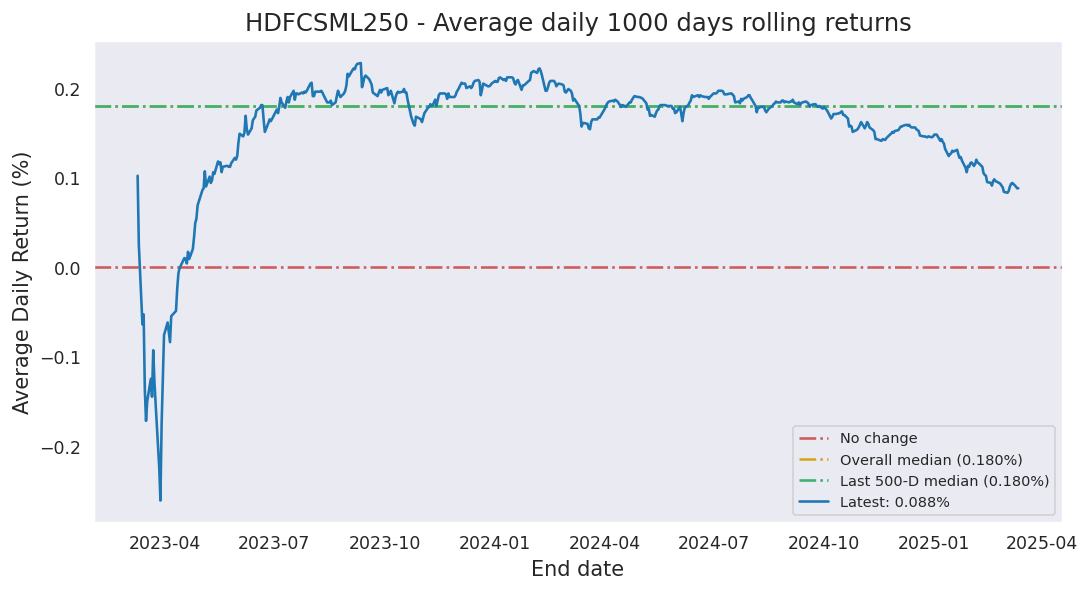 HDFCSML250 - Average daily 1000 days rolling returns
Average Daily Return (%)
0.2
0.1
0.0
−0.1
−0.2
No change
Overall median (0.180%)
Last 500-D median (0.180%)
Latest: 0.088%
2023-04 2023-07 2023-10 2024-01 2024-04 2024-07 2024-10 2025-01 2025-04
End date